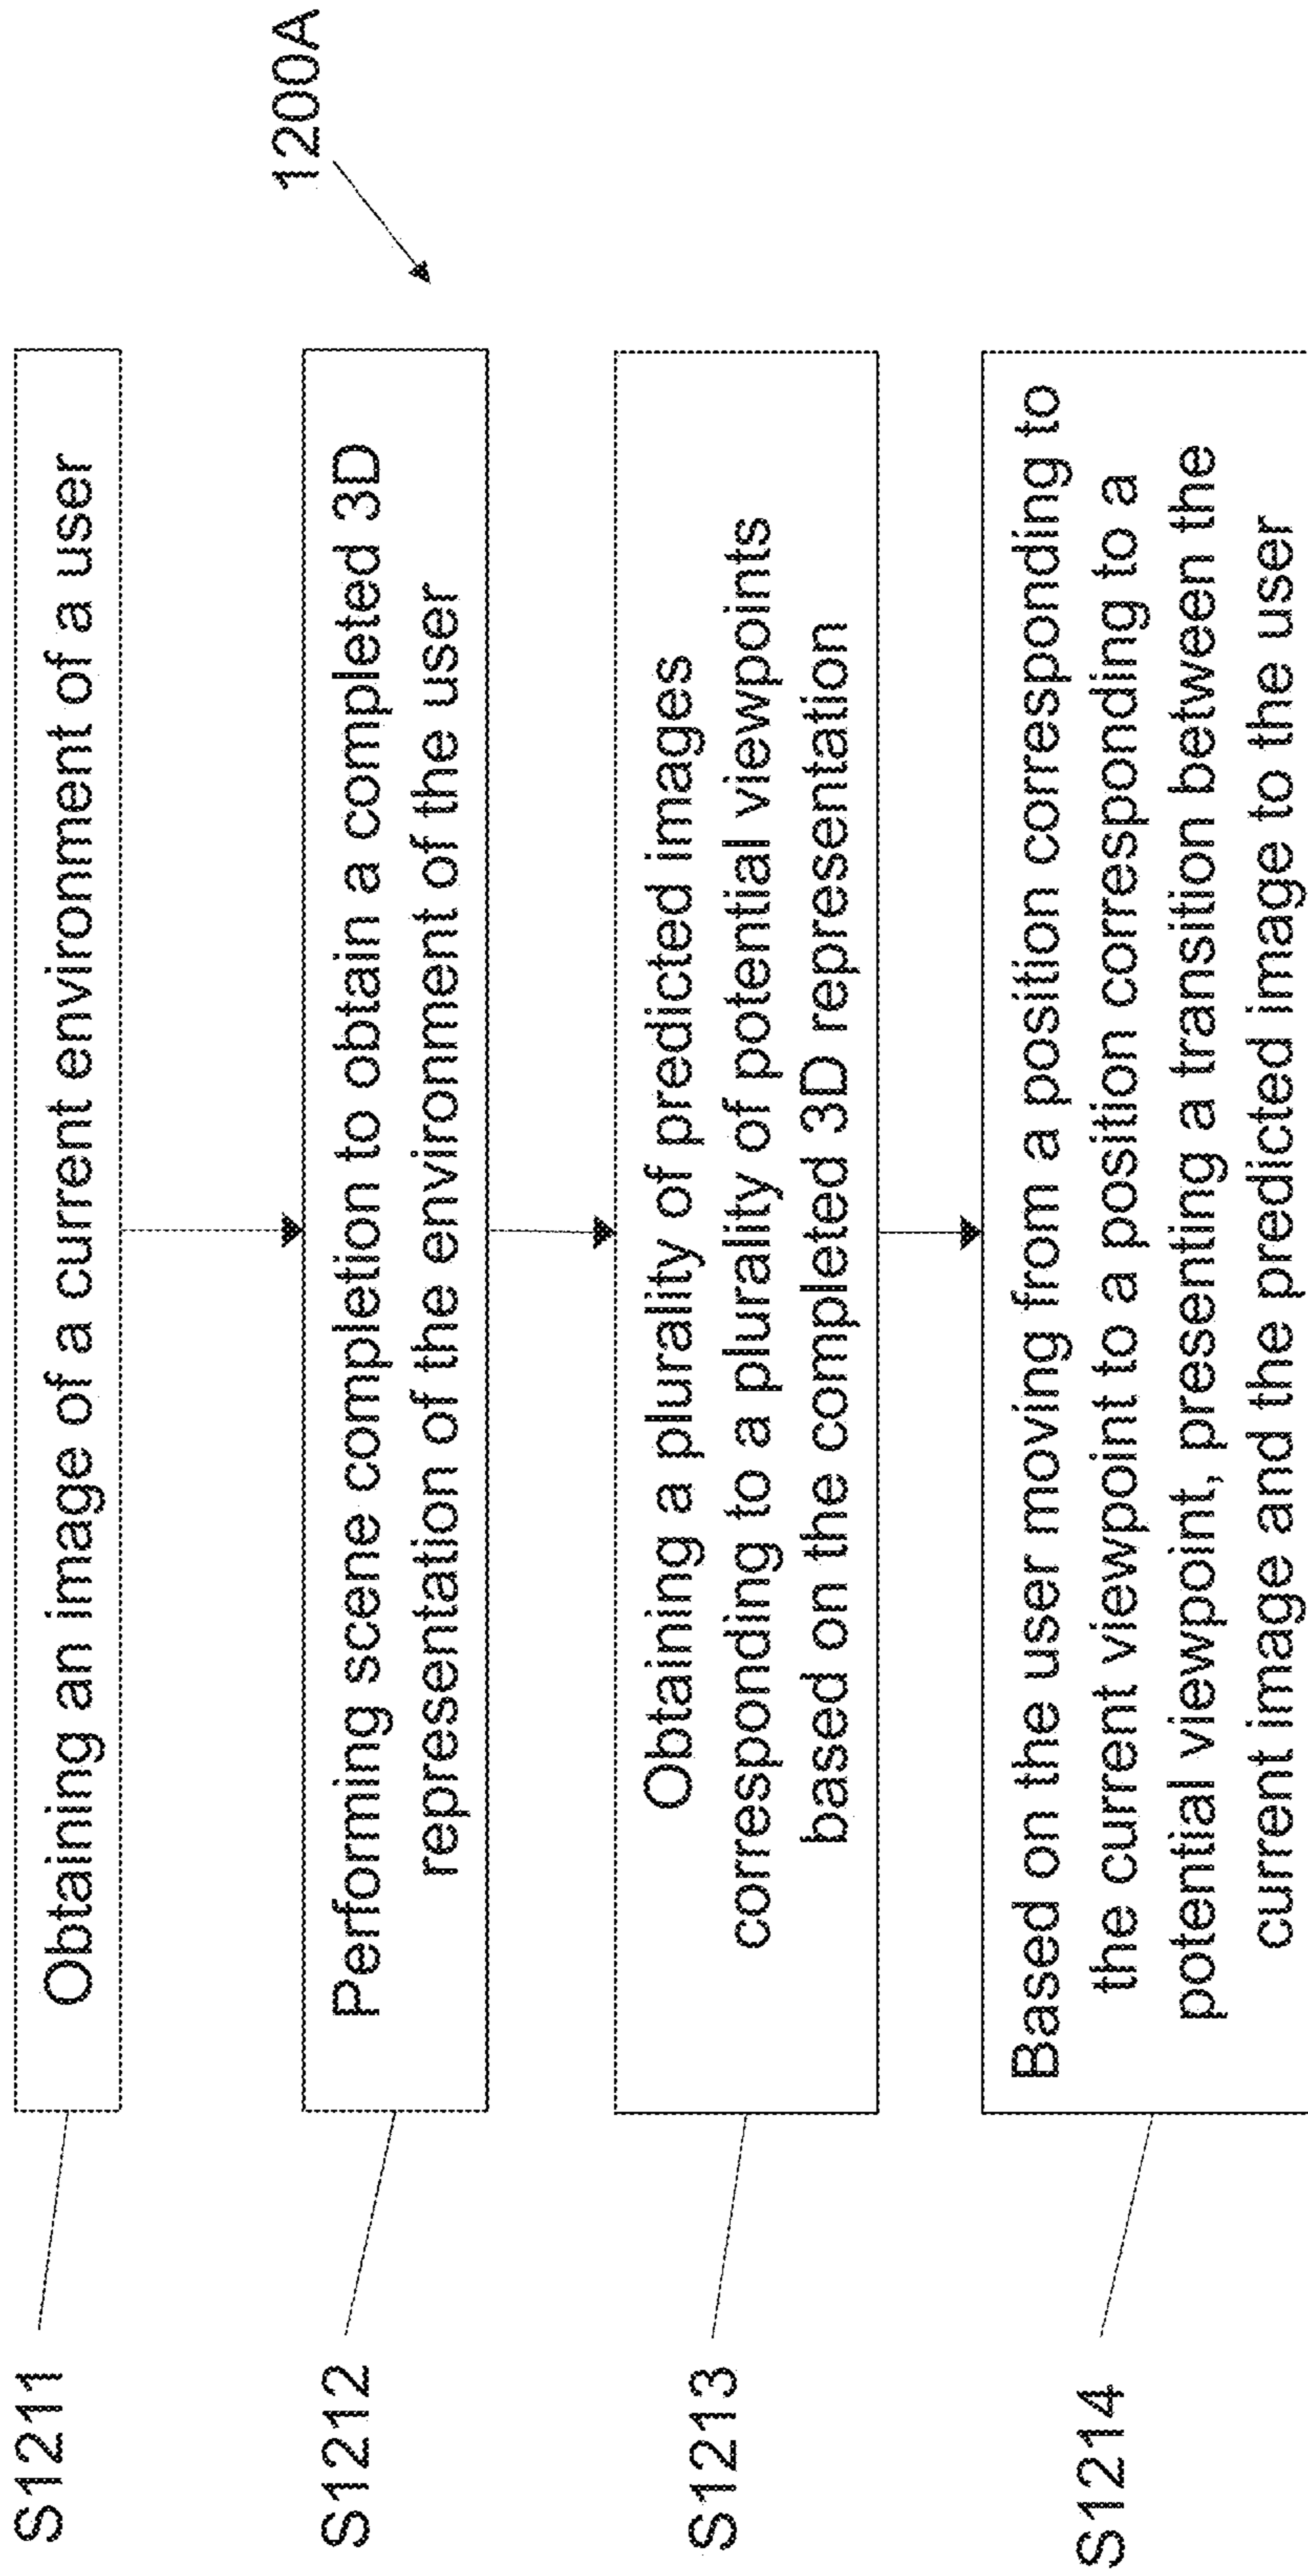 1200A
S1211
Obtaining an image of a current environment of a user
S1212
Performing scene completion to obtain a completed 3D
representation of the environment of the user
S1213
Obtaining a plurality of predicted images
corresponding to a plurality of potential viewpoints
based on the completed 3D representation
S1214
Based on the user moving from a position corresponding to
the current viewpoint to a position corresponding to a
potential viewpoint, presenting a transition between the
current image and the predicted image to the user